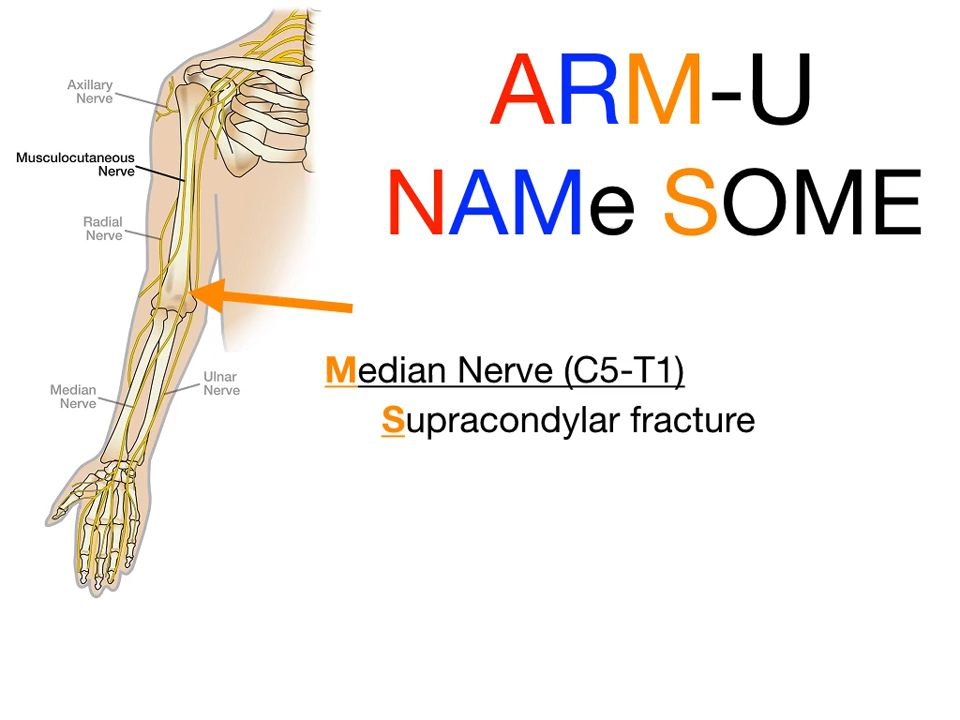 ARM-U
NAMe SOME
Axillary
Nerve
Musculocutaneous
Nerve
Radial
Nerve
Median Nerve (C5-T1)
Supracondylar fracture
Median
Nerve
Ulnar
Nerve